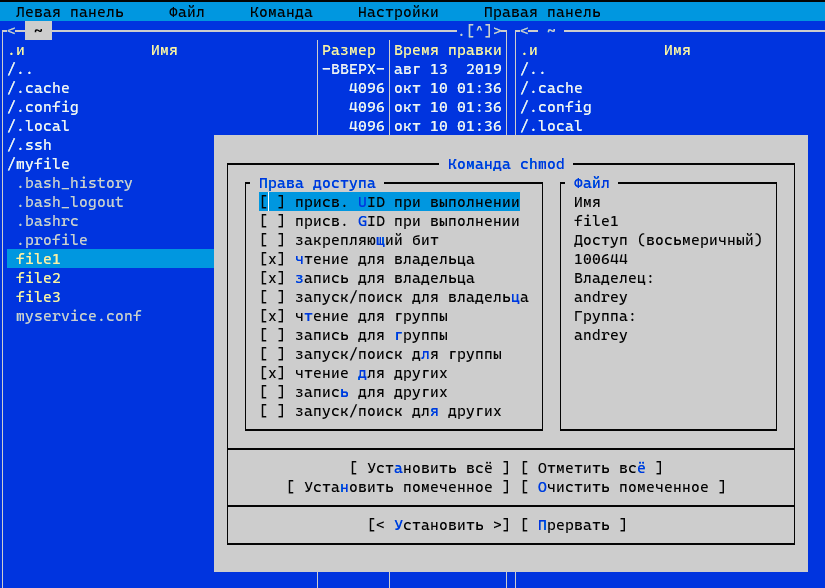 Левая панель Файл Команда Настройки Правая панель
<─ ~ .[^]> <─ ~
.и Имя Размер Время правки .и Имя
/.. -ВВЕРХ- авг 13 2019 /..
/.cache 4096 окт 10 01:36 /.cache
/.config 4096 окт 10 01:36 /.config
/.local 4096 окт 10 01:36 /.local
/.ssh
/myfile
.bash_history
.bash_logout
.bashrc
.profile
file1
file2
file3
myservice.conf
Команда chmod
Права доступа
[ ] присв. UID при выполнении
[ ] присв. GID при выполнении
[ ] закрепляющий бит
[x] чтение для владельца
[x] запись для владельца
[ ] запуск/поиск для владельца
[x] чтение для группы
[ ] запись для группы
[ ] запуск/поиск для группы
[x] чтение для других
[ ] запись для других
[ ] запуск/поиск для других
Файл
Имя
file1
Доступ (восьмеричный)
100644
Владелец:
andrey
Группа:
andrey
[ Установить всё ] [ Отметить всё ]
[ Установить помеченное ] [ Очистить помеченное ]
[< Установить >] [ Прервать ]